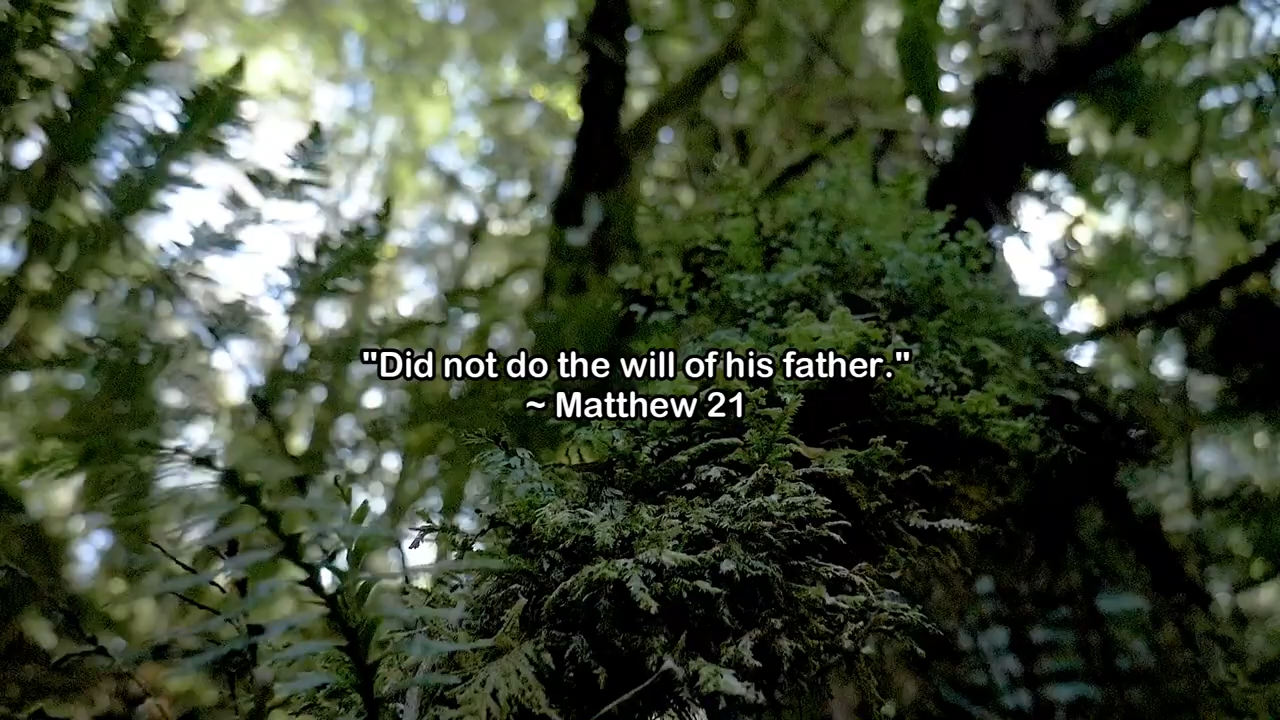 "Did not do the will of his father."
~ Matthew 21